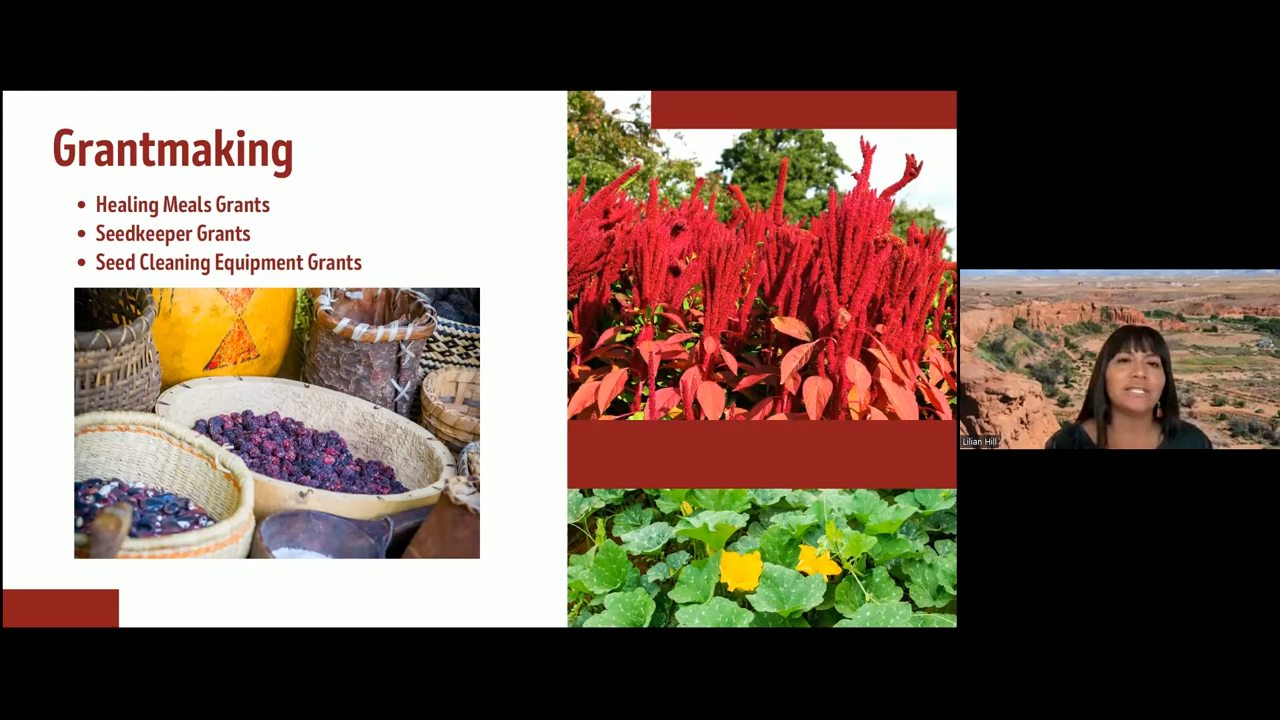 Grantmaking
• Healing Meals Grants
• Seedkeeper Grants
• Seed Cleaning Equipment Grants
Lilian Hill